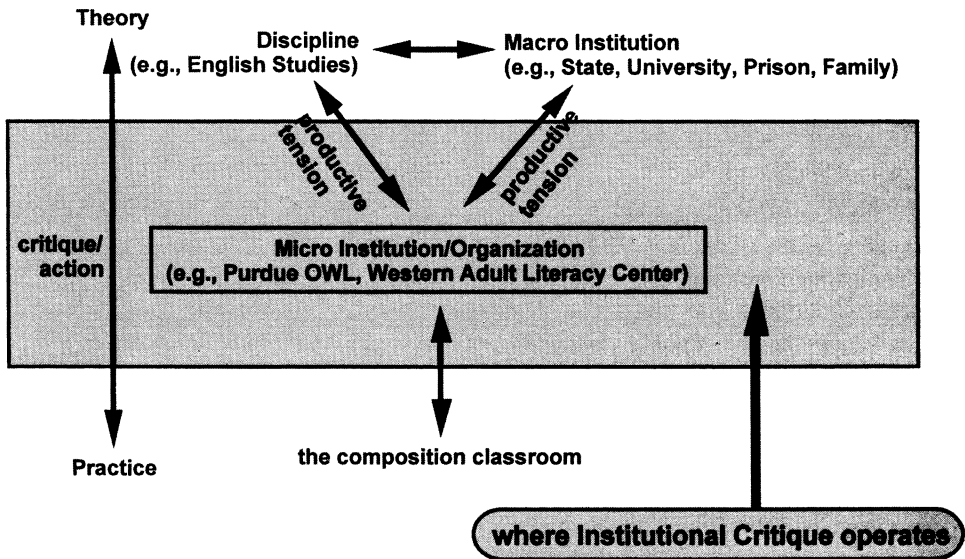 Theory
Discipline
(e.g., English Studies)
Macro Institution
(e.g., State, University, Prison, Family)
productive
tension
productive
tension
critique/
action
Micro Institution/Organization
(e.g., Purdue OWL, Western Adult Literacy Center)
Practice
the composition classroom
where Institutional Critique operates